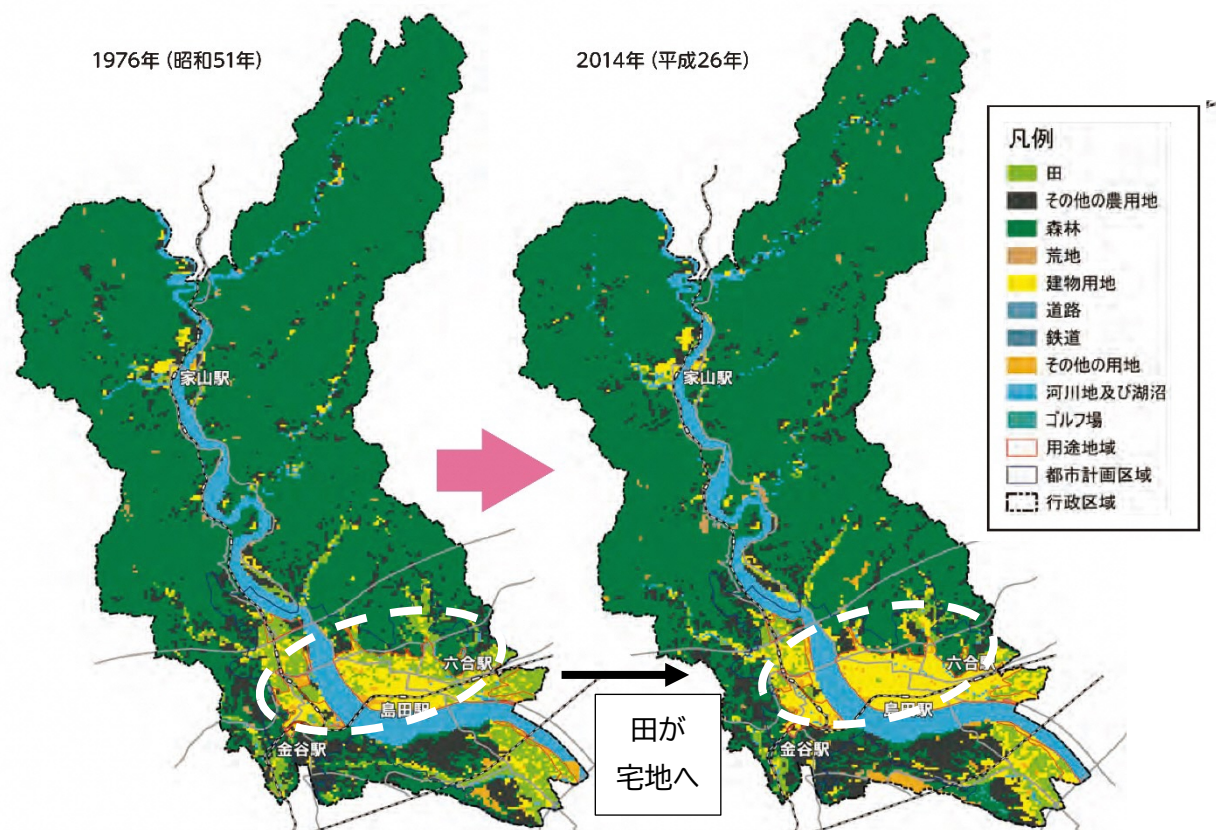 1976年（昭和51年）
2014年（平成26年）
凡例
田
その他の農用地
森林
荒地
建物用地
道路
鉄道
その他の用地
河川地及び湖沼
ゴルフ場
用途地域
都市計画区域
行政区域
家山駅
家山駅
六合駅
島田駅
金谷駅
六合駅
島田駅
金谷駅
田が
宅地へ